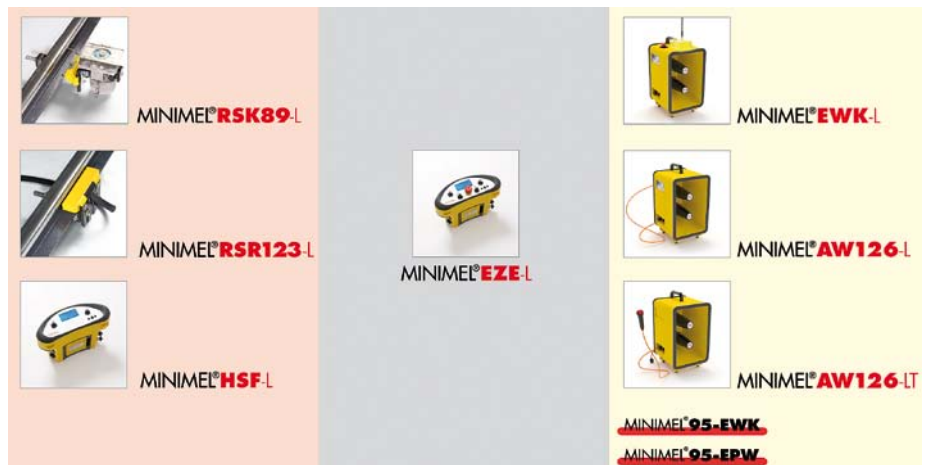 MINIMEL®RSK89-L
MINIMEL®RSR123-L
MINIMEL®HSF-L
MINIMEL®EZE-L
MINIMEL®EWK-L
MINIMEL®AW126-L
MINIMEL®AW126-LT
MINIMEL®95-EWK
MINIMEL®95-EPW